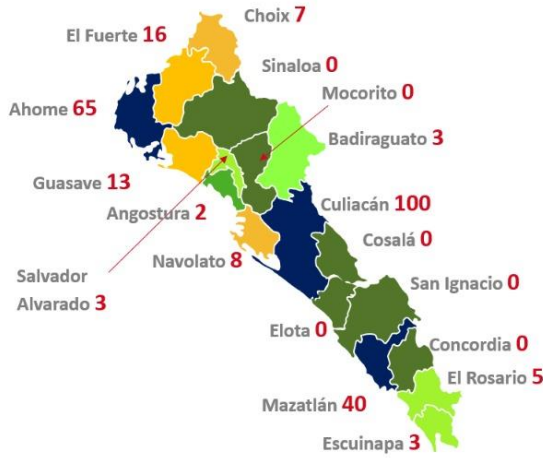 Choix 7
El Fuerte 16
Sinaloa 0
Mocorito 0
Ahome 65
Badiraguato 3
Guasave 13
Culiacán 100
Angostura 2
Cosalá 0
Navolato 8
Salvador
Alvarado 3
San Ignacio 0
Elota 0
Concordia 0
El Rosario 5
Mazatlán 40
Escuinapa 3